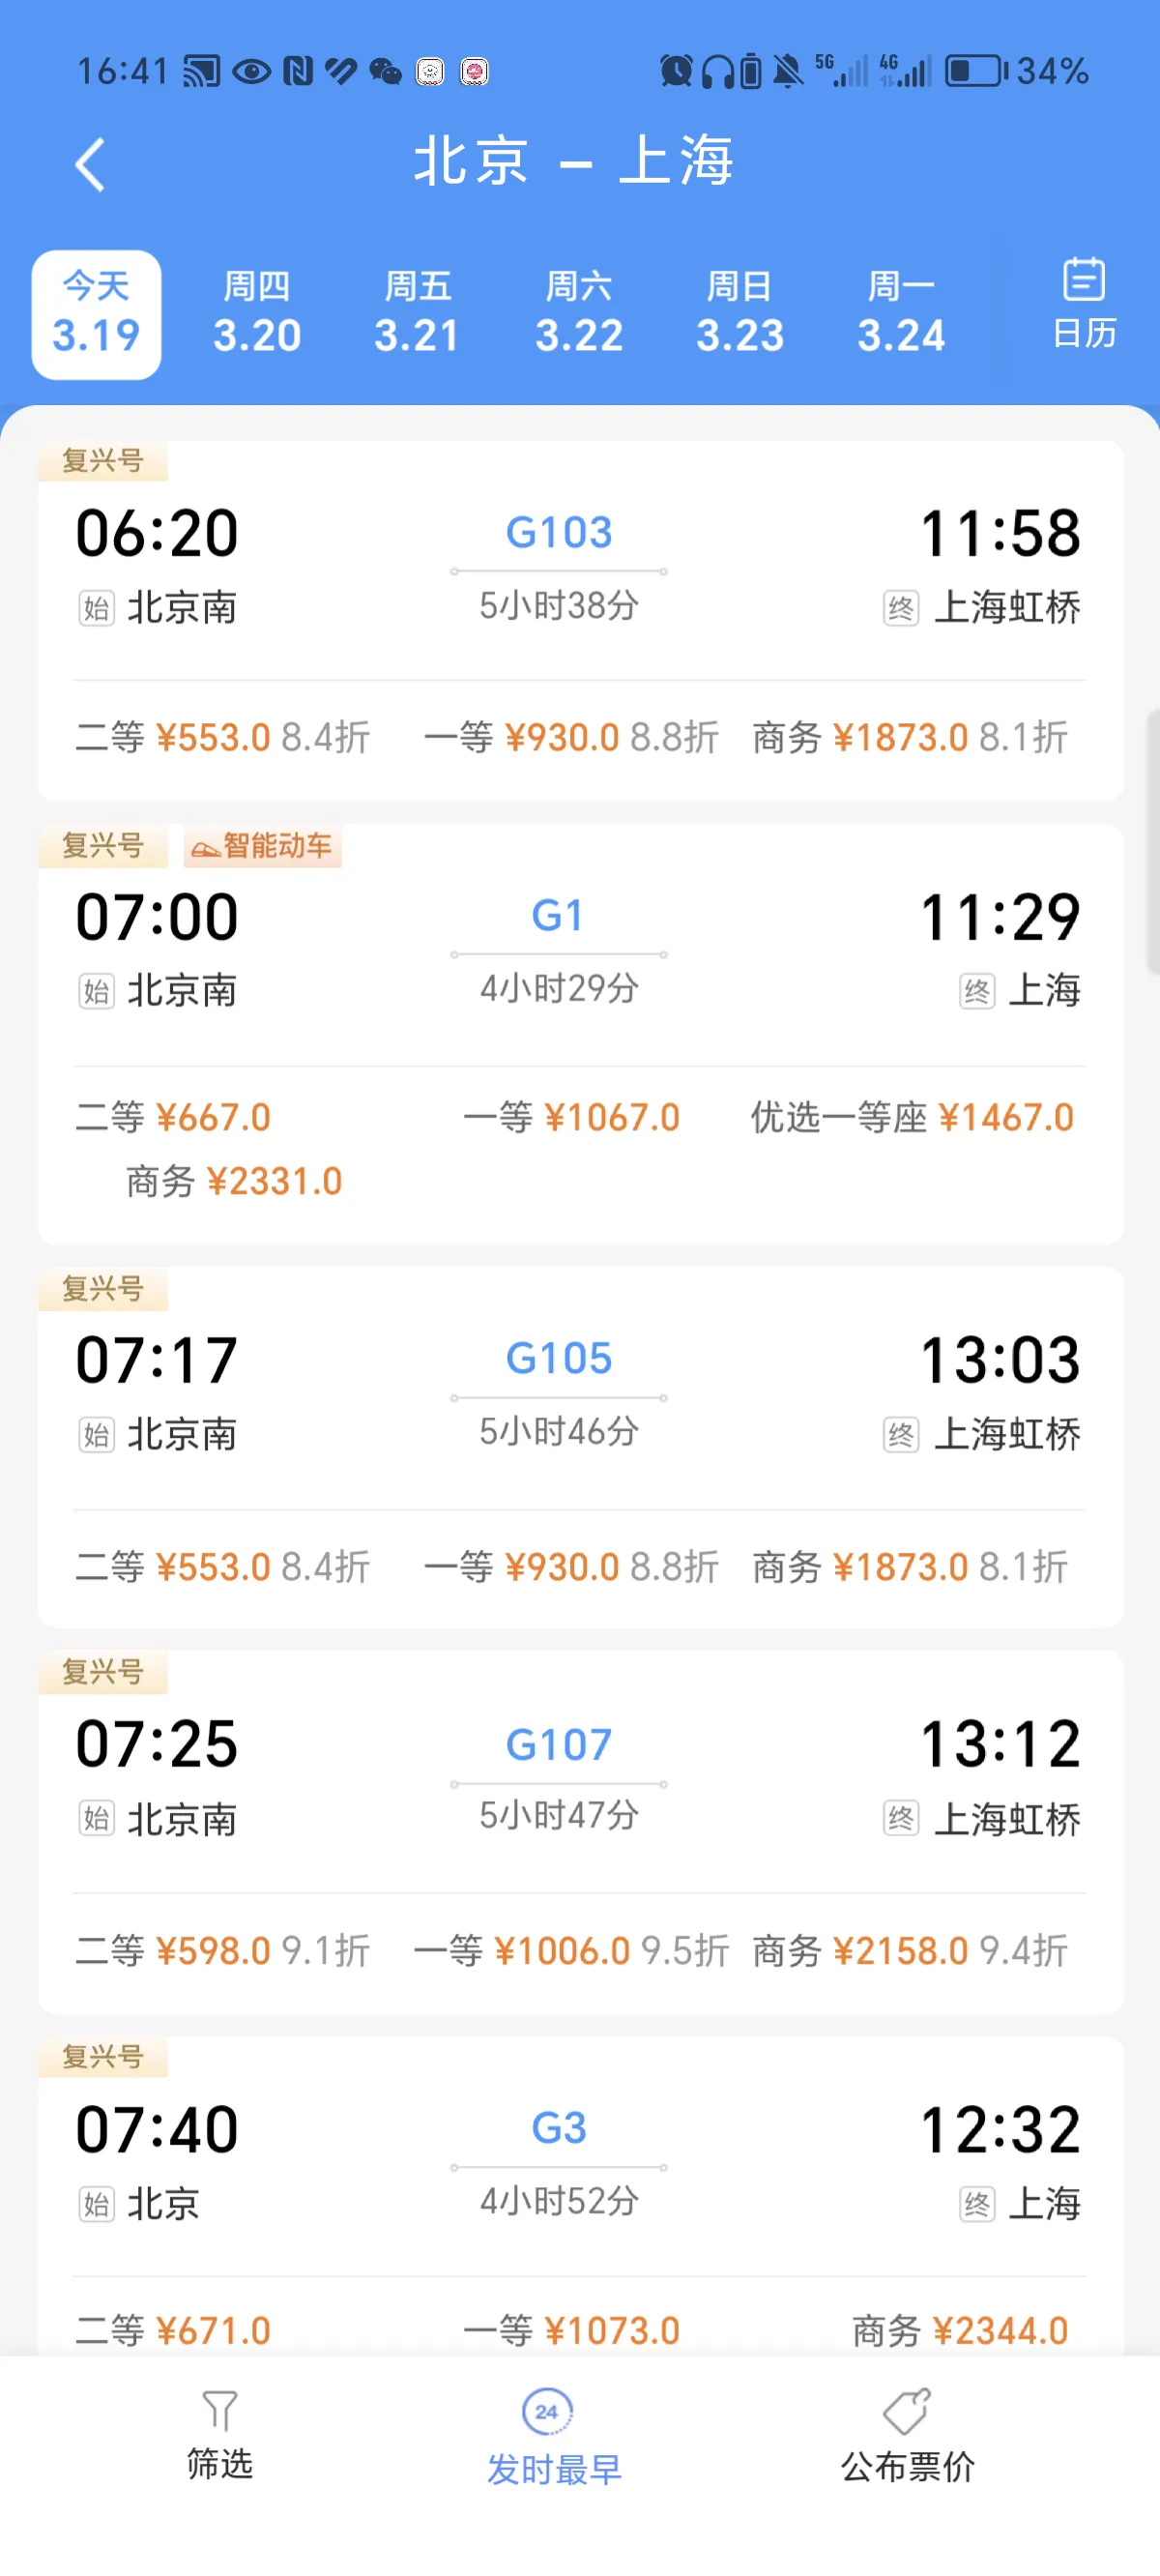 16:41 5G 4G 34%
北京 – 上海
今天 周四 周五 周六 周日 周一
3.19 3.20 3.21 3.22 3.23 3.24 日历
复兴号
06:20 G103 11:58
始 北京南 5小时38分 终 上海虹桥
二等 ¥553.0 8.4折 一等 ¥930.0 8.8折 商务 ¥1873.0 8.1折
复兴号 智能动车
07:00 G1 11:29
始 北京南 4小时29分 终 上海
二等 ¥667.0 一等 ¥1067.0 优选一等座 ¥1467.0
商务 ¥2331.0
复兴号
07:17 G105 13:03
始 北京南 5小时46分 终 上海虹桥
二等 ¥553.0 8.4折 一等 ¥930.0 8.8折 商务 ¥1873.0 8.1折
复兴号
07:25 G107 13:12
始 北京南 5小时47分 终 上海虹桥
二等 ¥598.0 9.1折 一等 ¥1006.0 9.5折 商务 ¥2158.0 9.4折
复兴号
07:40 G3 12:32
始 北京 4小时52分 终 上海
二等 ¥671.0 一等 ¥1073.0 商务 ¥2344.0
24
筛选 发时最早 公布票价